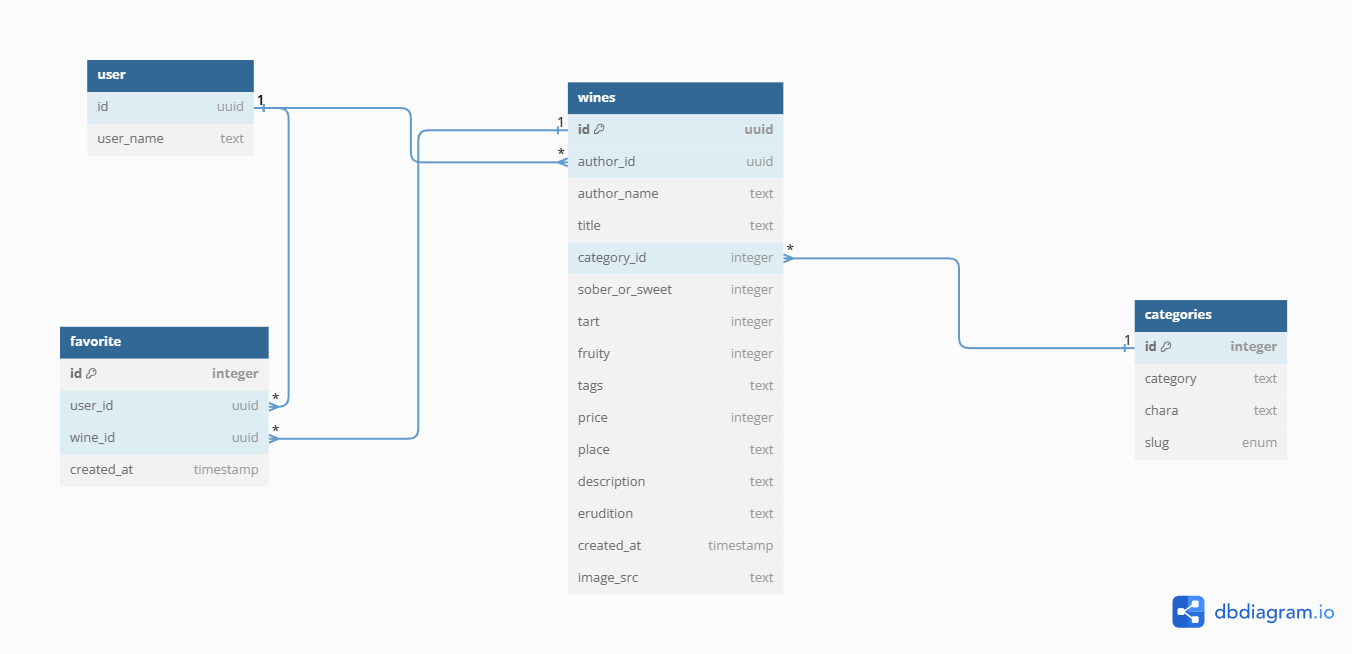 user
id uuid
user_name text
1
wines
id uuid
author_id uuid
author_name text
title text
category_id integer
sober_or_sweet integer
tart integer
fruity integer
tags text
price integer
place text
description text
erudition text
created_at timestamp
image_src text
1
*
*
favorite
id integer
user_id uuid
wine_id uuid
created_at timestamp
*
*
categories
id integer
category text
chara text
slug enum
1
dbdiagram.io